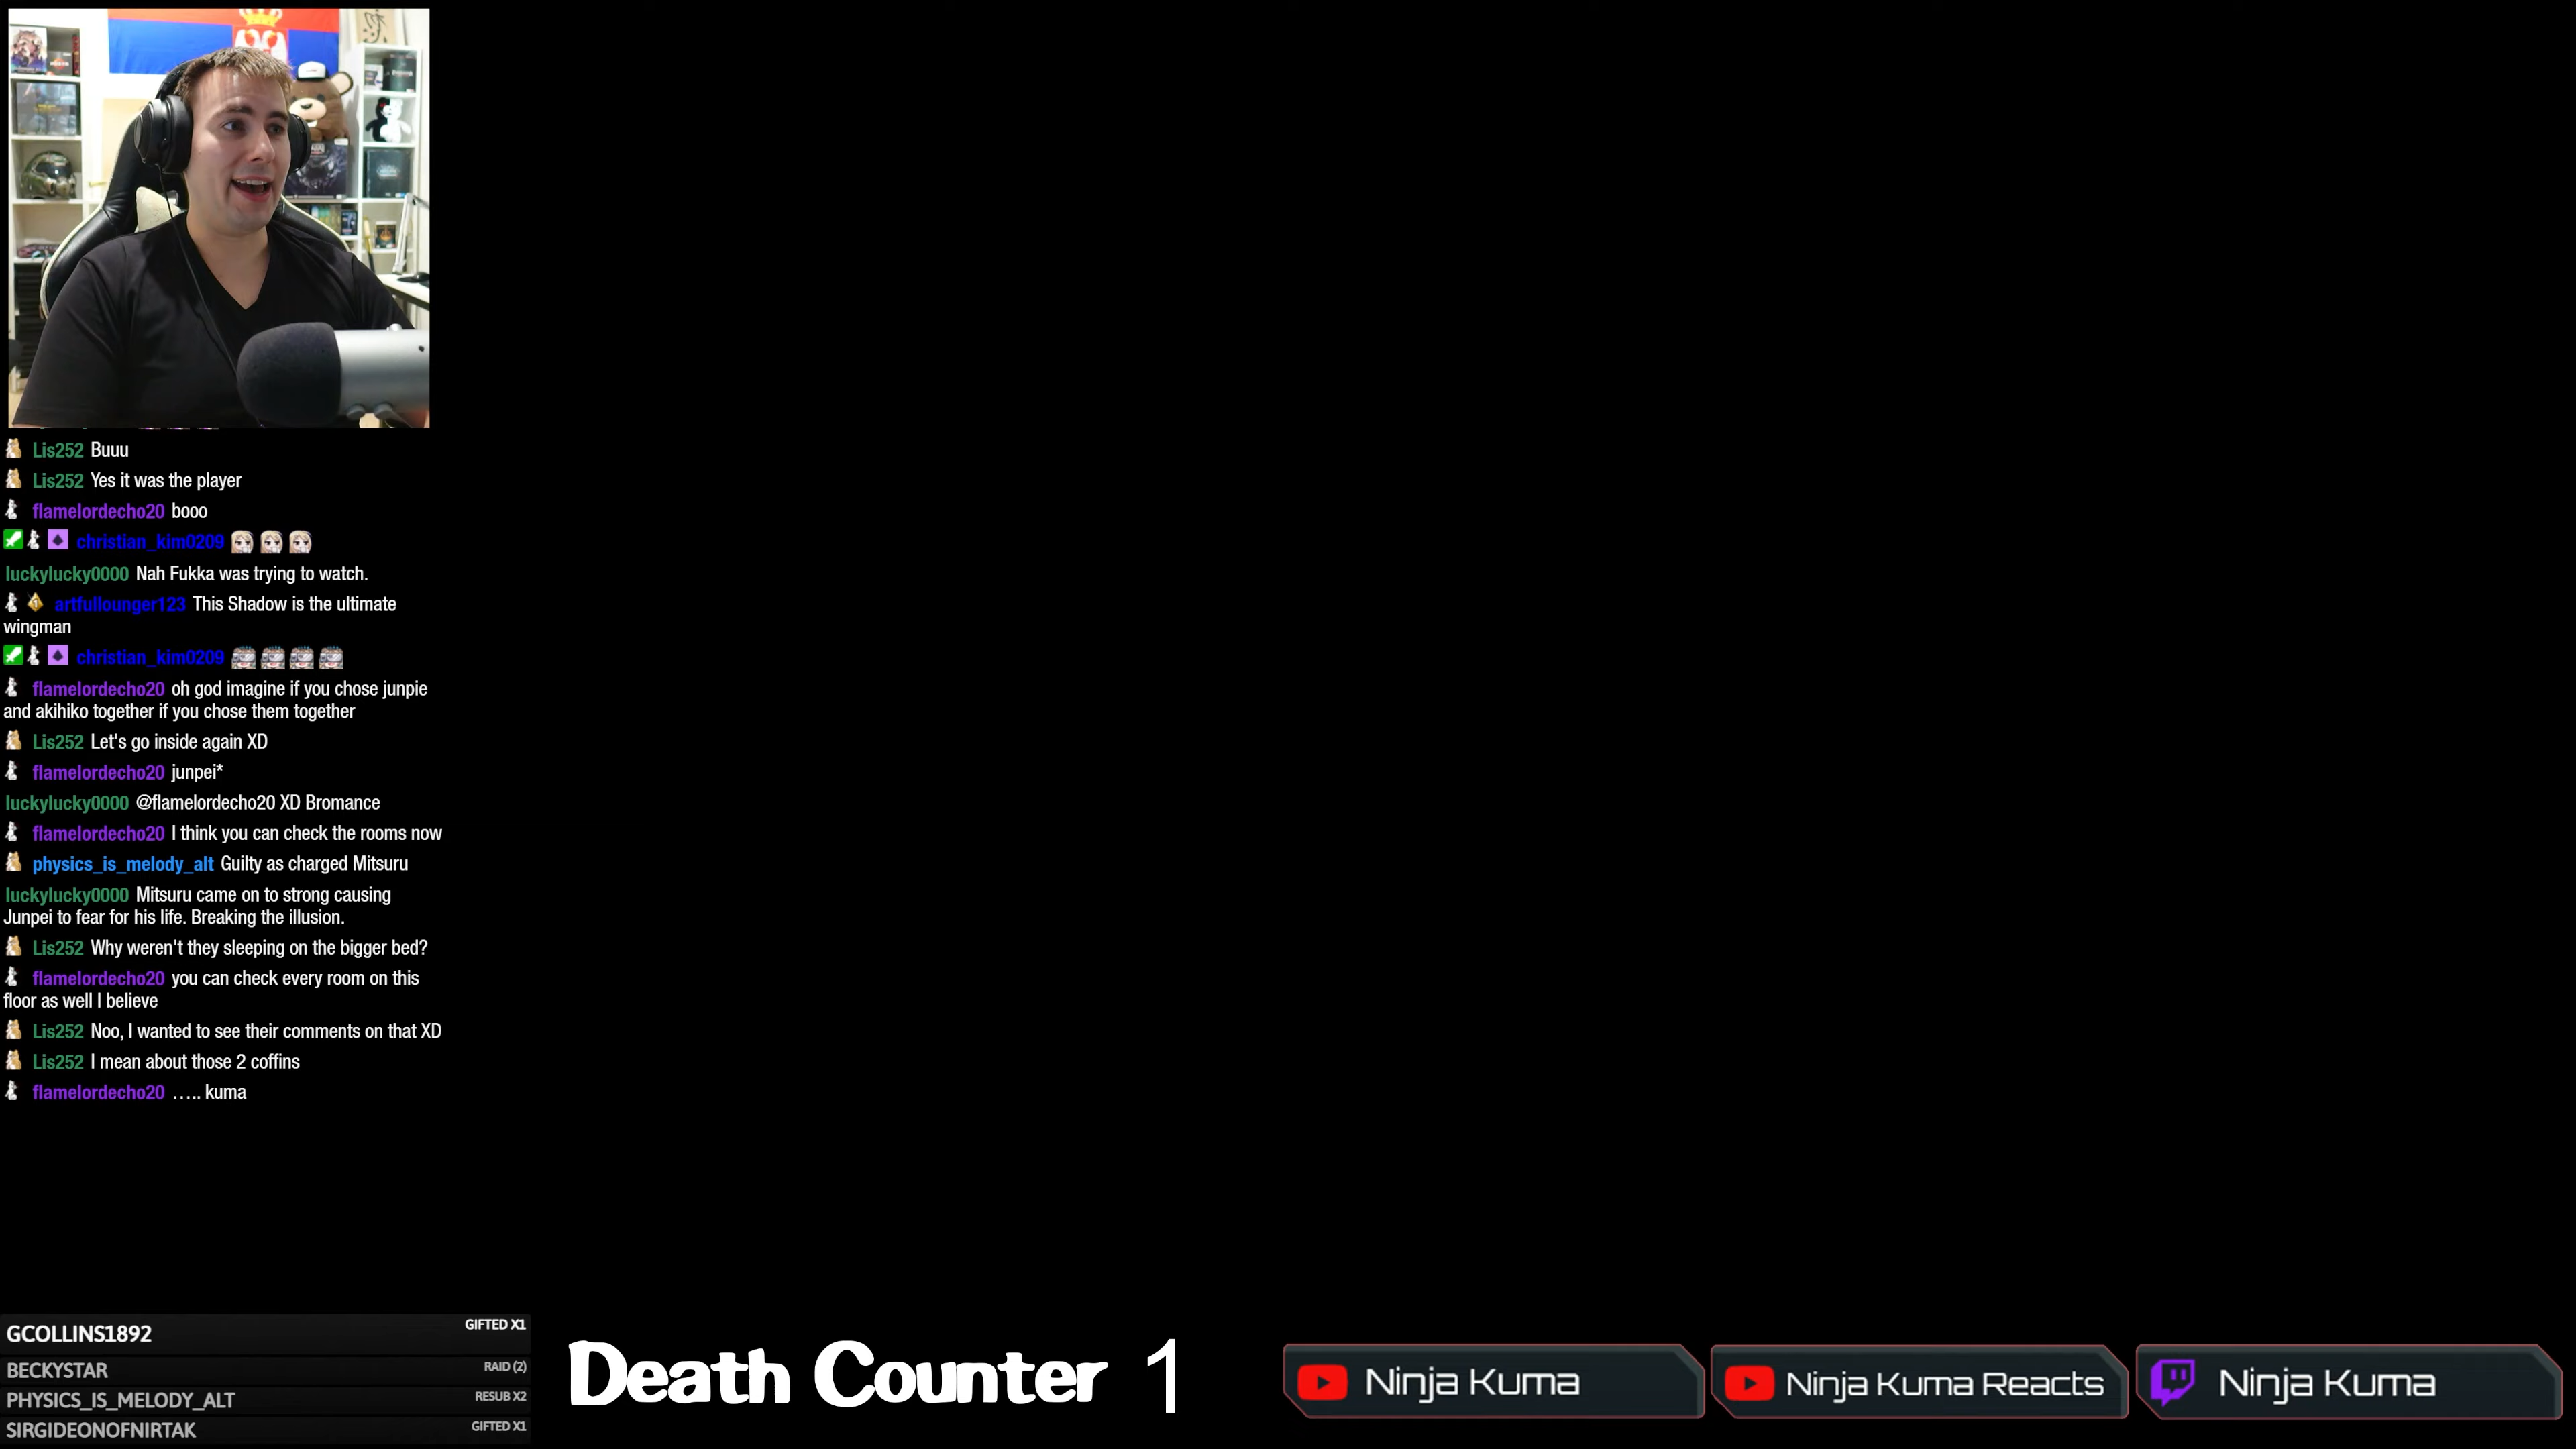 Lis252 Buuu
Lis252 Yes it was the player
flamelordecho20 booo
christian_kim0209
luckylucky0000 Nah Fukka was trying to watch.
artfullounger123 This Shadow is the ultimate
wingman
christian_kim0209
flamelordecho20 oh god imagine if you chose junpie
and akihiko together if you chose them together
Lis252 Let's go inside again XD
flamelordecho20 junpei*
luckylucky0000 @flamelordecho20 XD Bromance
flamelordecho20 I think you can check the rooms now
physics_is_melody_alt Guilty as charged Mitsuru
luckylucky0000 Mitsuru came on to strong causing
Junpei to fear for his life. Breaking the illusion.
Lis252 Why weren't they sleeping on the bigger bed?
flamelordecho20 you can check every room on this
floor as well I believe
Lis252 Noo, I wanted to see their comments on that XD
Lis252 I mean about those 2 coffins
flamelordecho20 ..... kuma
GCOLLINS1892 GIFTED X1
BECKYSTAR RAID (2)
PHYSICS_IS_MELODY_ALT RESUB X2
SIRGIDEONOFNIRTAK GIFTED X1
Death Counter 1
Ninja Kuma
Ninja Kuma Reacts
Ninja Kuma